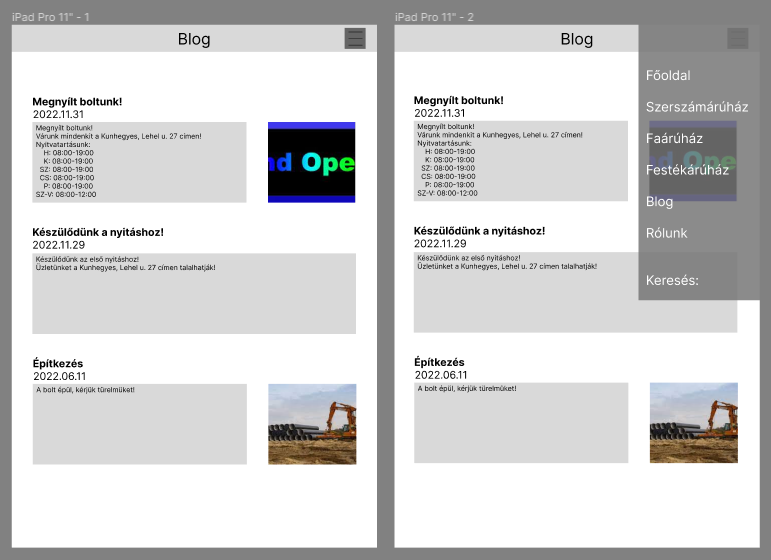 iPad Pro 11" - 1
Blog
Megnyílt boltunk!
2022.11.31
Megnyílt boltunk!
Várunk mindenkit a Kunhegyes, Lehel u. 27 címen!
Nyitvatartásunk:
H: 08:00-19:00
K: 08:00-19:00
SZ: 08:00-19:00
CS: 08:00-19:00
P: 08:00-19:00
SZ-V: 08:00-12:00
nd Ope
Készülődünk a nyitáshoz!
2022.11.29
Készülődünk az első nyitáshoz!
Üzletünket a Kunhegyes, Lehel u. 27 címen talalhatják!
Építkezés
2022.06.11
A bolt épül, kérjük türelmüket!
iPad Pro 11" - 2
Blog
Megnyílt boltunk!
2022.11.31
Megnyílt boltunk!
Várunk mindenkit a Kunhegyes, Lehel u. 27 címen!
Nyitvatartásunk:
H: 08:00-19:00
K: 08:00-19:00
SZ: 08:00-19:00
CS: 08:00-19:00
P: 08:00-19:00
SZ-V: 08:00-12:00
nd Ope
Készülődünk a nyitáshoz!
2022.11.29
Készülődünk az első nyitáshoz!
Üzletünket a Kunhegyes, Lehel u. 27 címen talalhatják!
Építkezés
2022.06.11
A bolt épül, kérjük türelmüket!
Főoldal
Szerszámárúház
Faárúház
Festékárúház
Blog
Rólunk
Keresés: